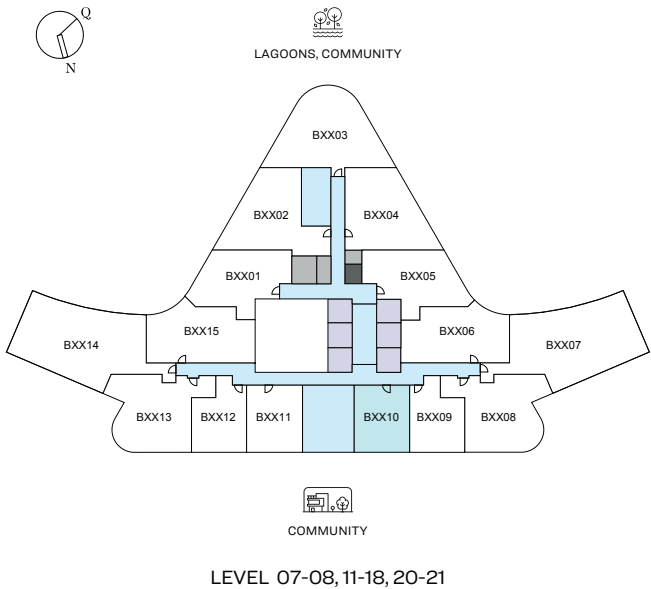 Q
N
LAGOONS, COMMUNITY
BXX03
BXX02
BXX04
BXX01
BXX05
BXX15
BXX06
BXX14
BXX07
BXX13
BXX12
BXX11
BXX10
BXX09
BXX08
COMMUNITY
LEVEL 07-08, 11-18, 20-21